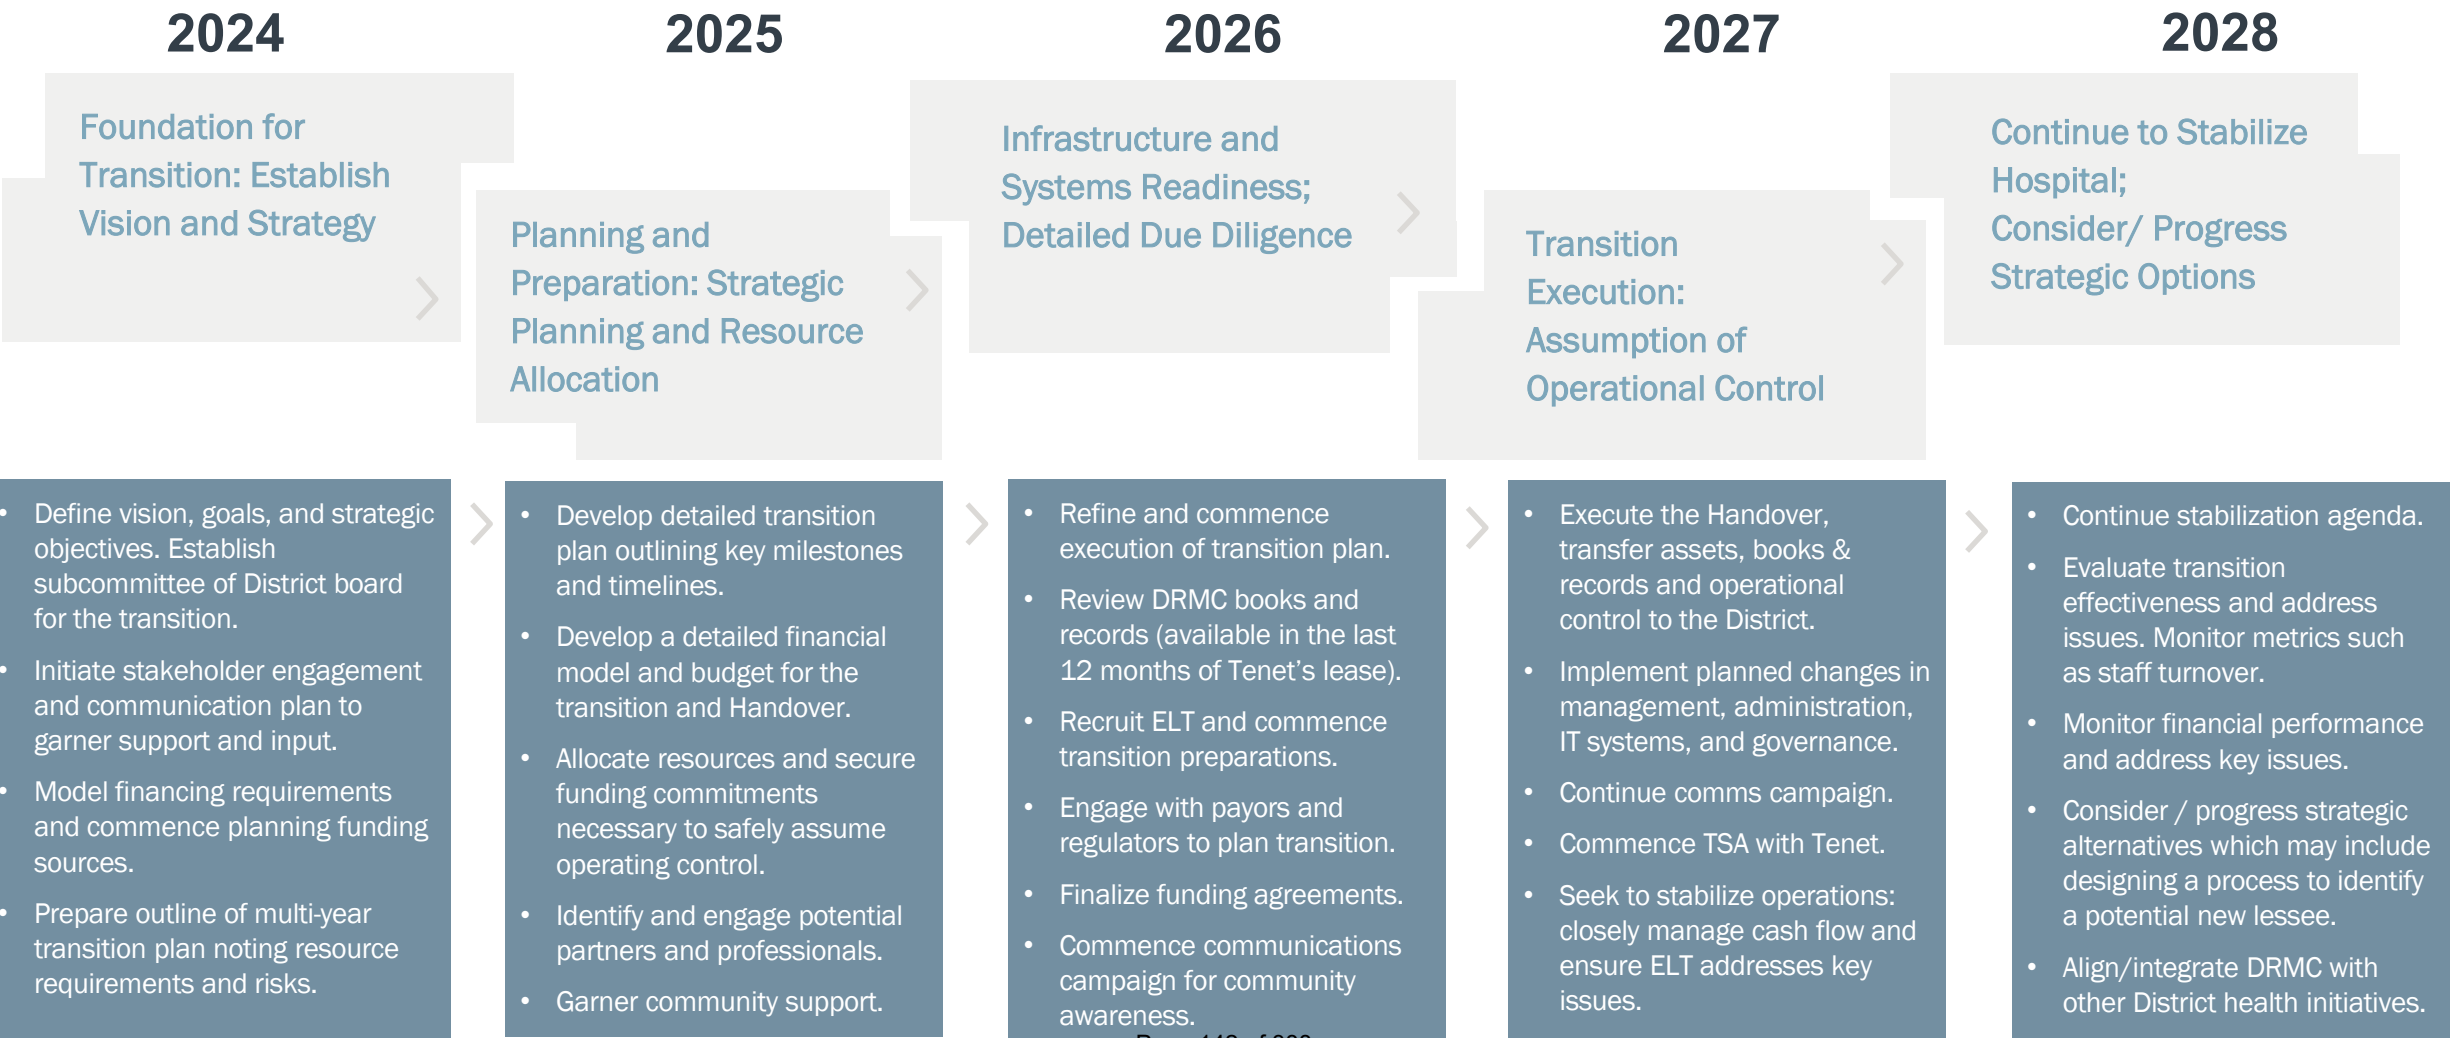 2024
2025
2026
2027
2028
Foundation for
Transition: Establish
Vision and Strategy
Planning and
Preparation: Strategic
Planning and Resource
Allocation
Infrastructure and
Systems Readiness;
Detailed Due Diligence
Transition
Execution:
Assumption of
Operational Control
Continue to Stabilize
Hospital;
Consider/ Progress
Strategic Options
• Define vision, goals, and strategic
objectives. Establish
subcommittee of District board
for the transition.
• Initiate stakeholder engagement
and communication plan to
garner support and input.
• Model financing requirements
and commence planning funding
sources.
• Prepare outline of multi-year
transition plan noting resource
requirements and risks.
• Develop detailed transition
plan outlining key milestones
and timelines.
• Develop a detailed financial
model and budget for the
transition and Handover.
• Allocate resources and secure
funding commitments
necessary to safely assume
operating control.
• Identify and engage potential
partners and professionals.
• Garner community support.
• Refine and commence
execution of transition plan.
• Review DRMC books and
records (available in the last
12 months of Tenet’s lease).
• Recruit ELT and commence
transition preparations.
• Engage with payors and
regulators to plan transition.
• Finalize funding agreements.
• Commence communications
campaign for community
awareness.
• Execute the Handover,
transfer assets, books &
records and operational
control to the District.
• Implement planned changes in
management, administration,
IT systems, and governance.
• Continue comms campaign.
• Commence TSA with Tenet.
• Seek to stabilize operations:
closely manage cash flow and
ensure ELT addresses key
issues.
• Continue stabilization agenda.
• Evaluate transition
effectiveness and address
issues. Monitor metrics such
as staff turnover.
• Monitor financial performance
and address key issues.
• Consider / progress strategic
alternatives which may include
designing a process to identify
a potential new lessee.
• Align/integrate DRMC with
other District health initiatives.